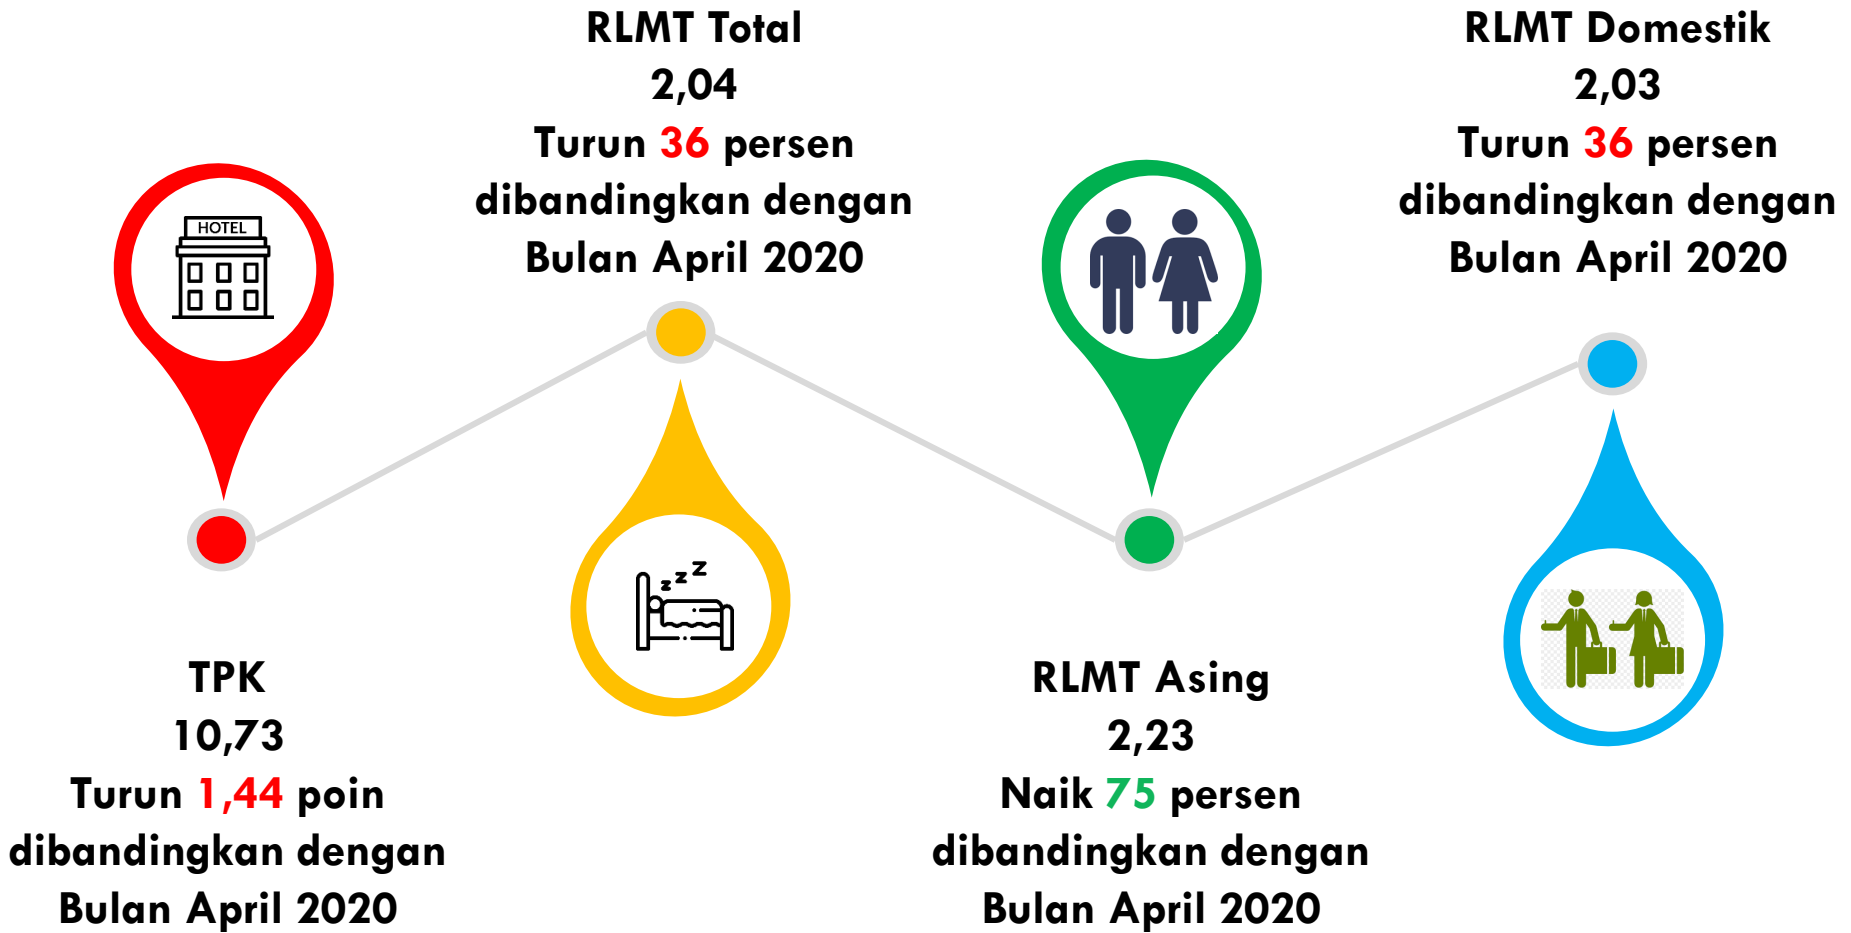 HOTEL
TPK
10,73
Turun 1,44 poin
dibandingkan dengan
Bulan April 2020
RLMT Total
2,04
Turun 36 persen
dibandingkan dengan
Bulan April 2020
z z Z
RLMT Asing
2,23
Naik 75 persen
dibandingkan dengan
Bulan April 2020
RLMT Domestik
2,03
Turun 36 persen
dibandingkan dengan
Bulan April 2020